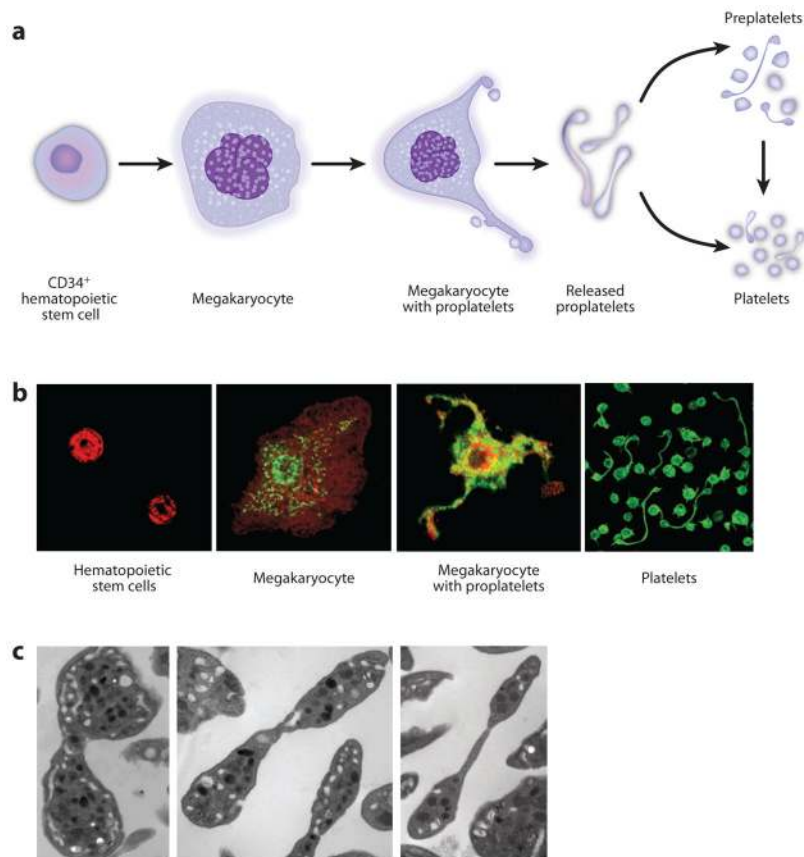 a
Preplatelets
CD34⁺
hematopoietic
stem cell
Megakaryocyte
Megakaryocyte
with proplatelets
Released
proplatelets
Platelets
b
Hematopoietic
stem cells
Megakaryocyte
Megakaryocyte
with proplatelets
Platelets
c